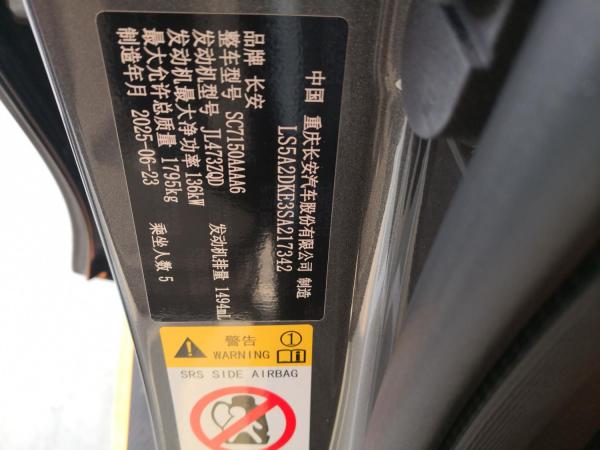 中国 重庆长安汽车股份有限公司 制造
LS5A2DKE3SA217342
品牌 长安
整车型号 SC7150AAAA6
发动机型号 JL473ZQD 发动机排量 1494mL
发动机最大净功率 136kW
最大允许总质量 1795kg
制造年月 2025-06-23 乘坐人数 5
警告
WARNING
SRS SIDE AIRBAG